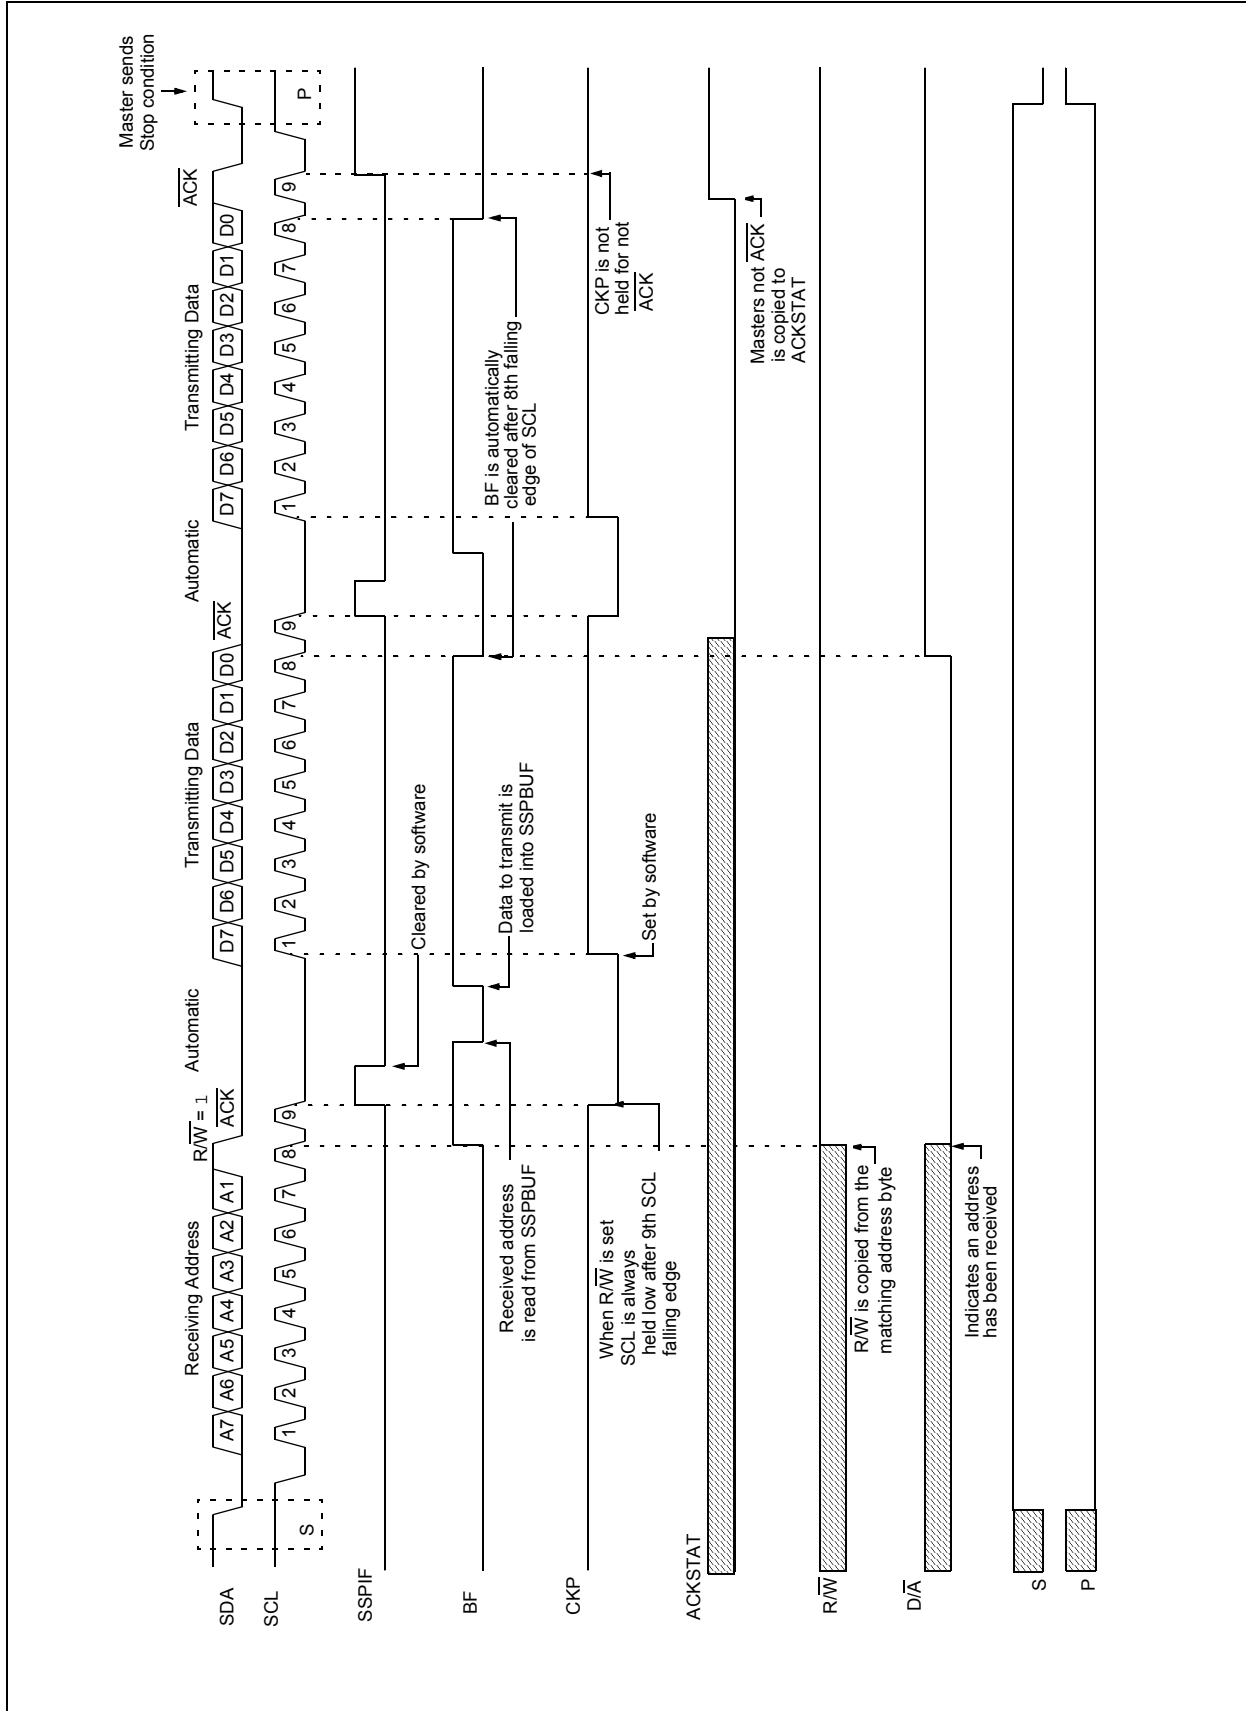 Master sends
Stop condition
Receiving Address
R/W = 1
ACK
Automatic
Transmitting Data
ACK
Automatic
Transmitting Data
ACK
SDA
A7 A6 A5 A4 A3 A2 A1
D7 D6 D5 D4 D3 D2 D1 D0
D7 D6 D5 D4 D3 D2 D1 D0
SCL
S
1 2 3 4 5 6 7 8 9
1 2 3 4 5 6 7 8 9
1 2 3 4 5 6 7 8 9
P
SSPIF
Cleared by software
BF
Received address
is read from SSPBUF
Data to transmit is
loaded into SSPBUF
BF is automatically
cleared after 8th falling
edge of SCL
CKP
When R/W is set
SCL is always
held low after 9th SCL
falling edge
Set by software
CKP is not
held for not
ACK
ACKSTAT
Masters not ACK
is copied to
ACKSTAT
R/W
R/W is copied from the
matching address byte
D/A
Indicates an address
has been received
S
P